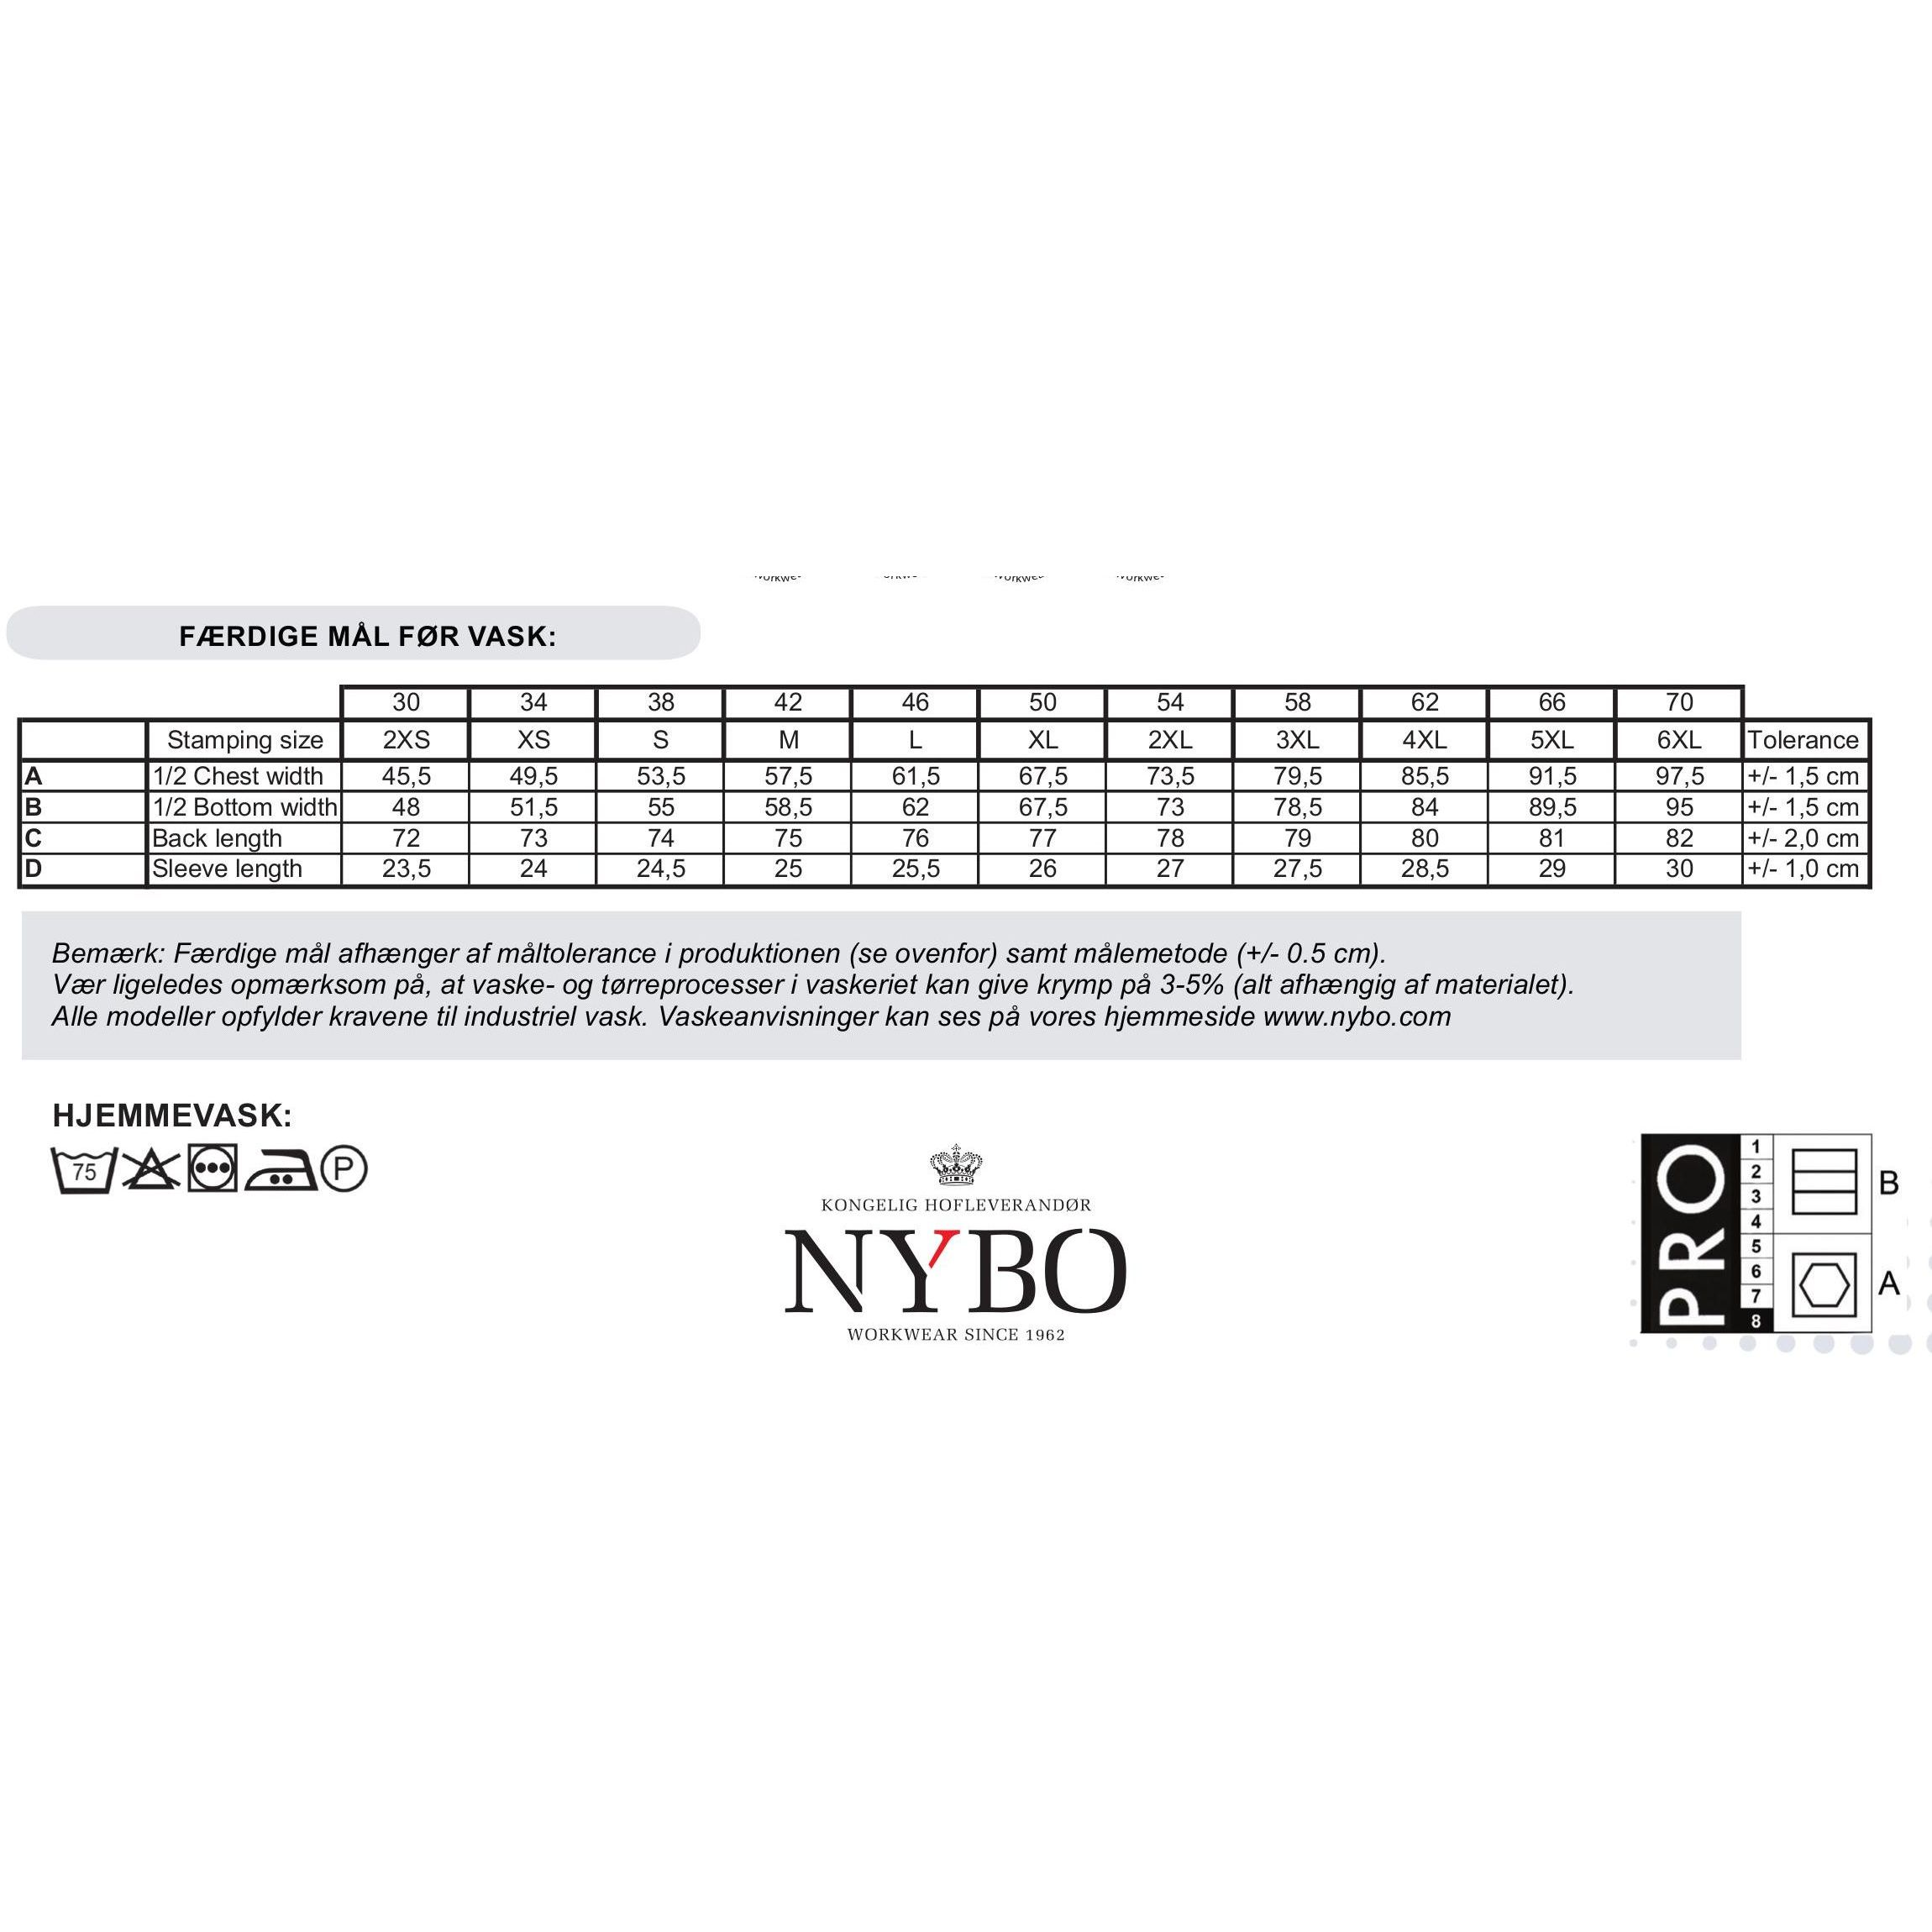 FÆRDIGE MÅL FØR VASK:
30 34 38 42 46 50 54 58 62 66 70
Stamping size 2XS XS S M L XL 2XL 3XL 4XL 5XL 6XL Tolerance
A 1/2 Chest width 45,5 49,5 53,5 57,5 61,5 67,5 73,5 79,5 85,5 91,5 97,5 +/- 1,5 cm
B 1/2 Bottom width 48 51,5 55 58,5 62 67,5 73 78,5 84 89,5 95 +/- 1,5 cm
C Back length 72 73 74 75 76 77 78 79 80 81 82 +/- 2,0 cm
D Sleeve length 23,5 24 24,5 25 25,5 26 27 27,5 28,5 29 30 +/- 1,0 cm
Bemærk: Færdige mål afhænger af måltolerance i produktionen (se ovenfor) samt målemetode (+/- 0.5 cm).
Vær ligeledes opmærksom på, at vaske- og tørreprocesser i vaskeriet kan give krymp på 3-5% (alt afhængig af materialet).
Alle modeller opfylder kravene til industriel vask. Vaskeanvisninger kan ses på vores hjemmeside www.nybo.com
HJEMMEVASK:
75 P
KONGELIG HOFLEVERANDØR
NYBO
WORKWEAR SINCE 1962
PRO
1
2
3
4
5
6
7
8
B
A